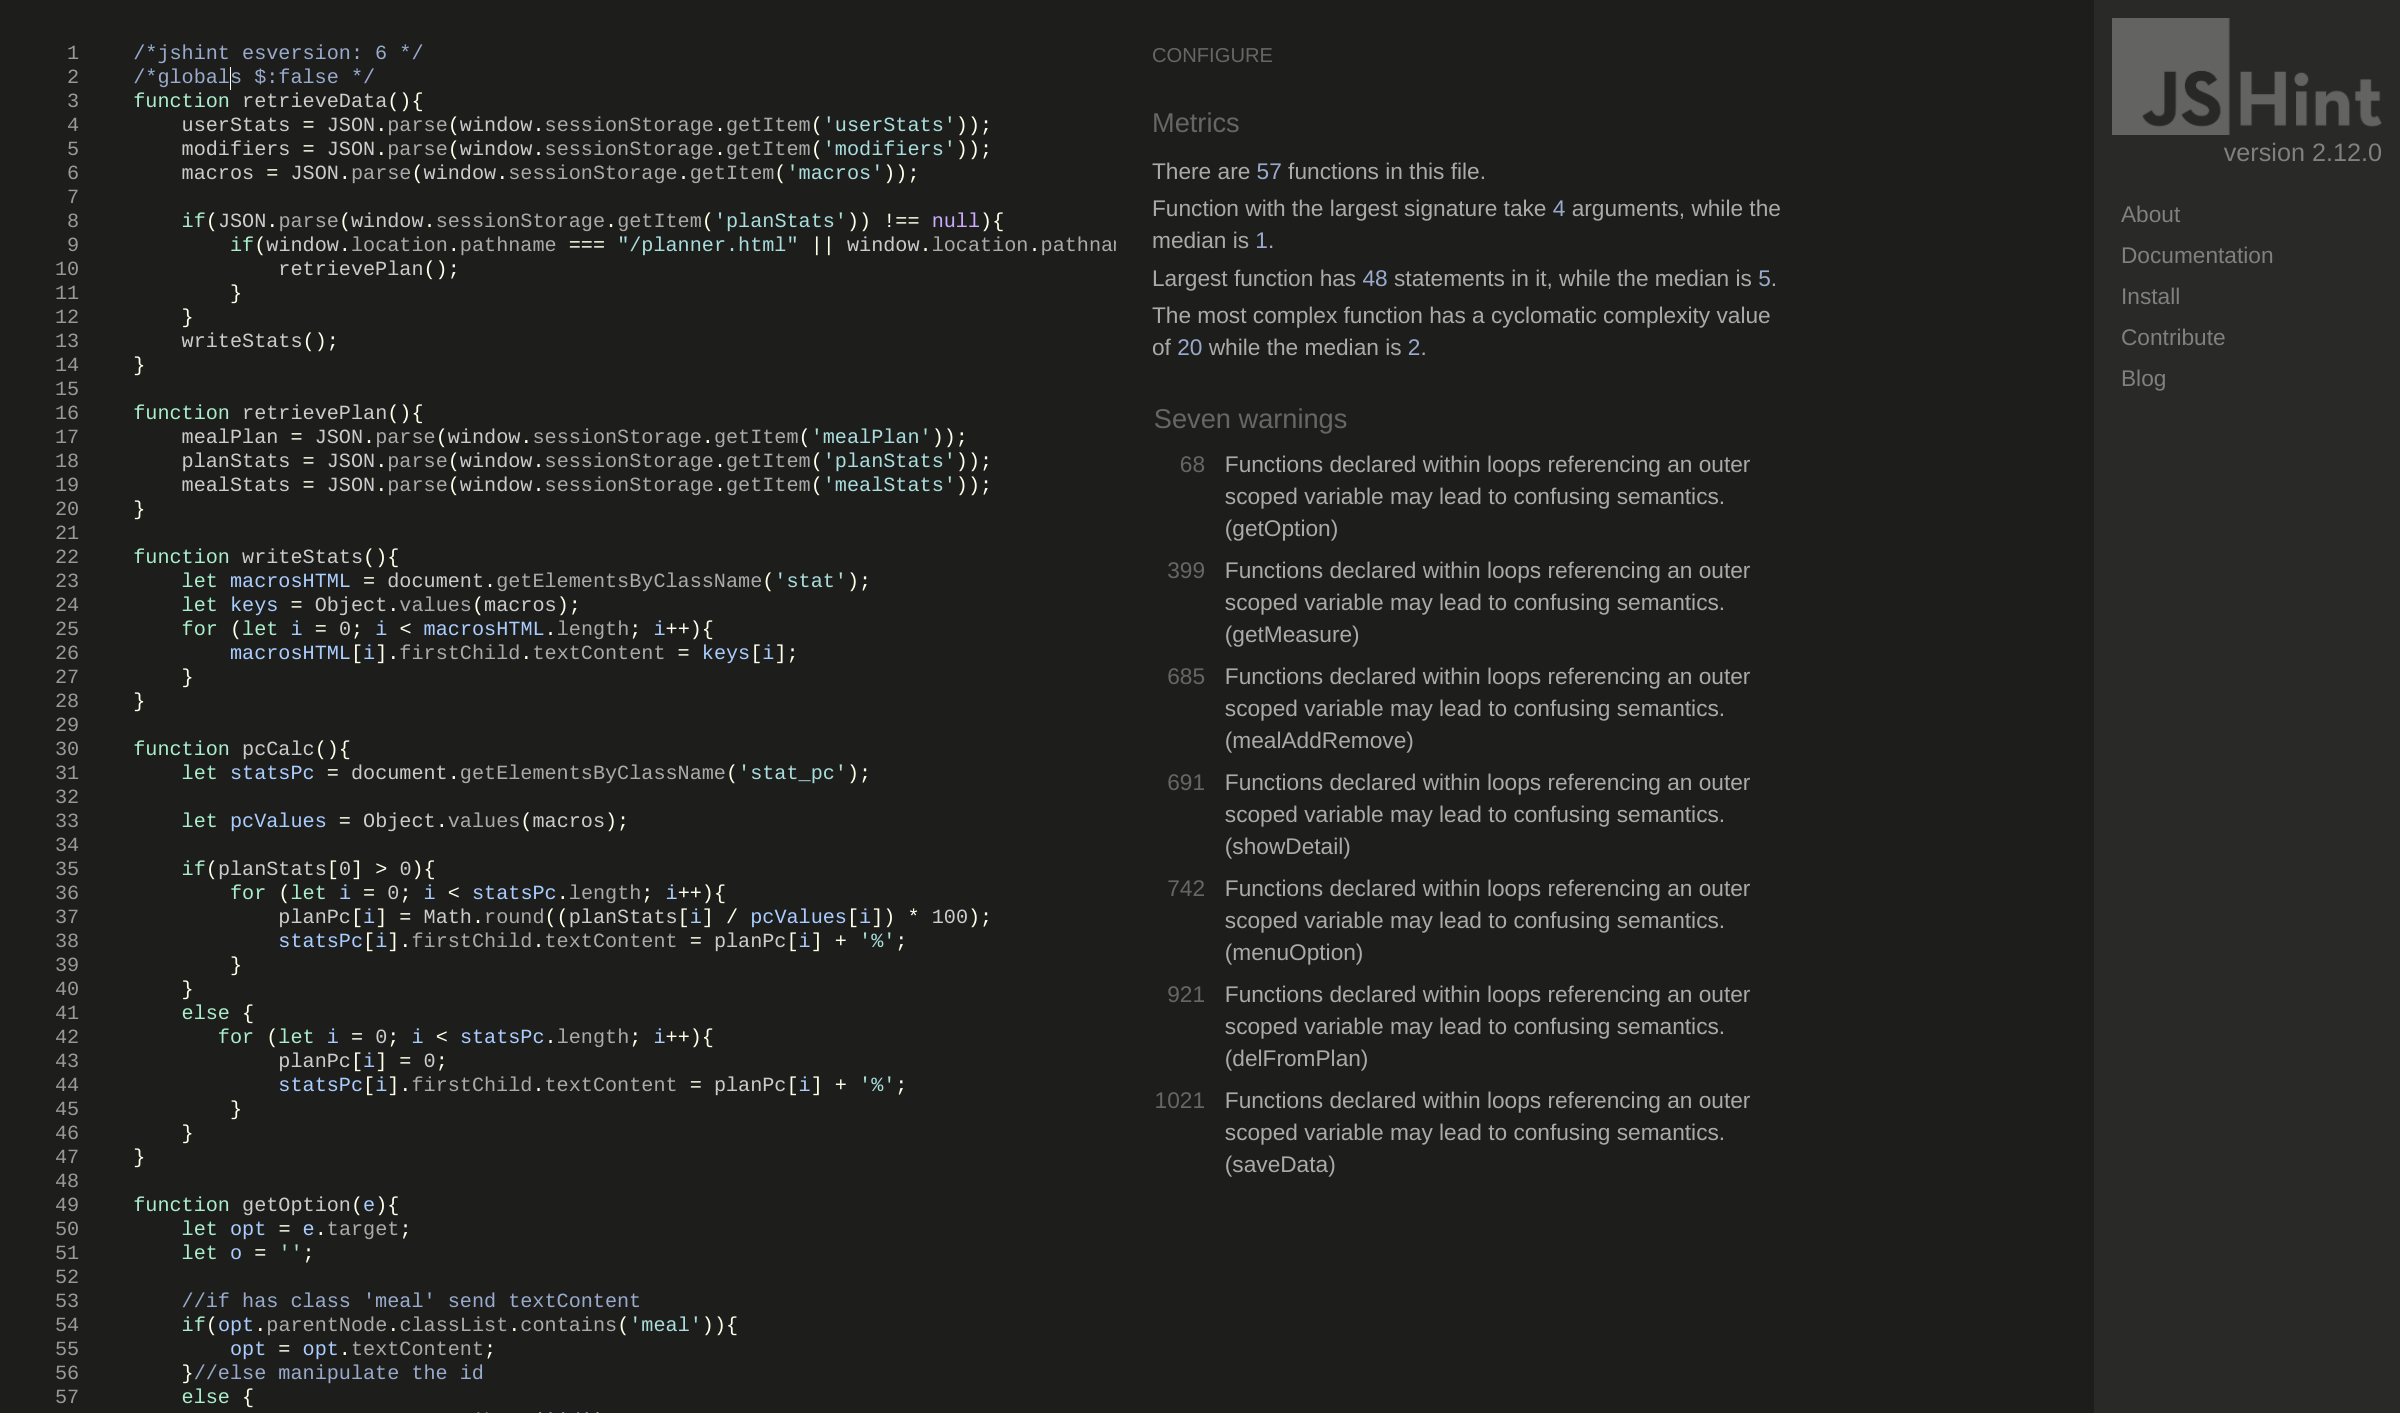 1 /*jshint esversion: 6 */
2 /*globals $:false */
3 function retrieveData(){
4 userStats = JSON.parse(window.sessionStorage.getItem('userStats'));
5 modifiers = JSON.parse(window.sessionStorage.getItem('modifiers'));
6 macros = JSON.parse(window.sessionStorage.getItem('macros'));
7
8 if(JSON.parse(window.sessionStorage.getItem('planStats')) !== null){
9 if(window.location.pathname === "/planner.html" || window.location.pathna
10 retrievePlan();
11 }
12 }
13 writeStats();
14 }
15
16 function retrievePlan(){
17 mealPlan = JSON.parse(window.sessionStorage.getItem('mealPlan'));
18 planStats = JSON.parse(window.sessionStorage.getItem('planStats'));
19 mealStats = JSON.parse(window.sessionStorage.getItem('mealStats'));
20 }
21
22 function writeStats(){
23 let macrosHTML = document.getElementsByClassName('stat');
24 let keys = Object.values(macros);
25 for (let i = 0; i < macrosHTML.length; i++){
26 macrosHTML[i].firstChild.textContent = keys[i];
27 }
28 }
29
30 function pcCalc(){
31 let statsPc = document.getElementsByClassName('stat_pc');
32
33 let pcValues = Object.values(macros);
34
35 if(planStats[0] > 0){
36 for (let i = 0; i < statsPc.length; i++){
37 planPc[i] = Math.round((planStats[i] / pcValues[i]) * 100);
38 statsPc[i].firstChild.textContent = planPc[i] + '%';
39 }
40 }
41 else {
42 for (let i = 0; i < statsPc.length; i++){
43 planPc[i] = 0;
44 statsPc[i].firstChild.textContent = planPc[i] + '%';
45 }
46 }
47 }
48
49 function getOption(e){
50 let opt = e.target;
51 let o = '';
52
53 //if has class 'meal' send textContent
54 if(opt.parentNode.classList.contains('meal')){
55 opt = opt.textContent;
56 }//else manipulate the id
57 else {
CONFIGURE
Metrics
There are 57 functions in this file.
Function with the largest signature take 4 arguments, while the
median is 1.
Largest function has 48 statements in it, while the median is 5.
The most complex function has a cyclomatic complexity value
of 20 while the median is 2.
Seven warnings
68 Functions declared within loops referencing an outer
scoped variable may lead to confusing semantics.
(getOption)
399 Functions declared within loops referencing an outer
scoped variable may lead to confusing semantics.
(getMeasure)
685 Functions declared within loops referencing an outer
scoped variable may lead to confusing semantics.
(mealAddRemove)
691 Functions declared within loops referencing an outer
scoped variable may lead to confusing semantics.
(showDetail)
742 Functions declared within loops referencing an outer
scoped variable may lead to confusing semantics.
(menuOption)
921 Functions declared within loops referencing an outer
scoped variable may lead to confusing semantics.
(delFromPlan)
1021 Functions declared within loops referencing an outer
scoped variable may lead to confusing semantics.
(saveData)
JSHint
version 2.12.0
About
Documentation
Install
Contribute
Blog